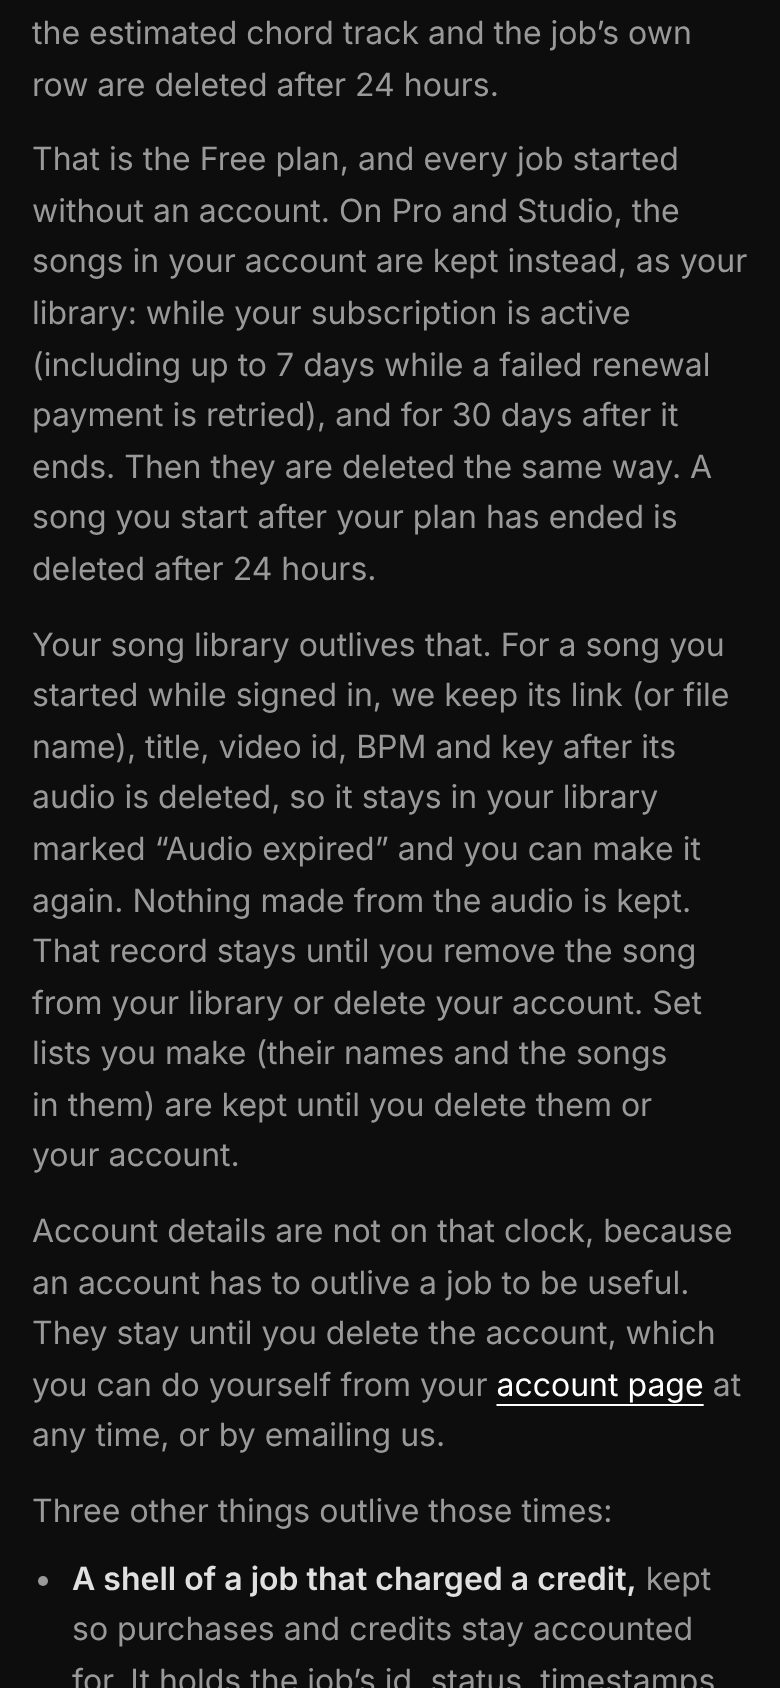 the estimated chord track and the job’s own
row are deleted after 24 hours.
That is the Free plan, and every job started
without an account. On Pro and Studio, the
songs in your account are kept instead, as your
library: while your subscription is active
(including up to 7 days while a failed renewal
payment is retried), and for 30 days after it
ends. Then they are deleted the same way. A
song you start after your plan has ended is
deleted after 24 hours.
Your song library outlives that. For a song you
started while signed in, we keep its link (or file
name), title, video id, BPM and key after its
audio is deleted, so it stays in your library
marked “Audio expired” and you can make it
again. Nothing made from the audio is kept.
That record stays until you remove the song
from your library or delete your account. Set
lists you make (their names and the songs
in them) are kept until you delete them or
your account.
Account details are not on that clock, because
an account has to outlive a job to be useful.
They stay until you delete the account, which
you can do yourself from your account page at
any time, or by emailing us.
Three other things outlive those times:
• A shell of a job that charged a credit, kept
so purchases and credits stay accounted
for. It holds the job’s id, status, timestamps